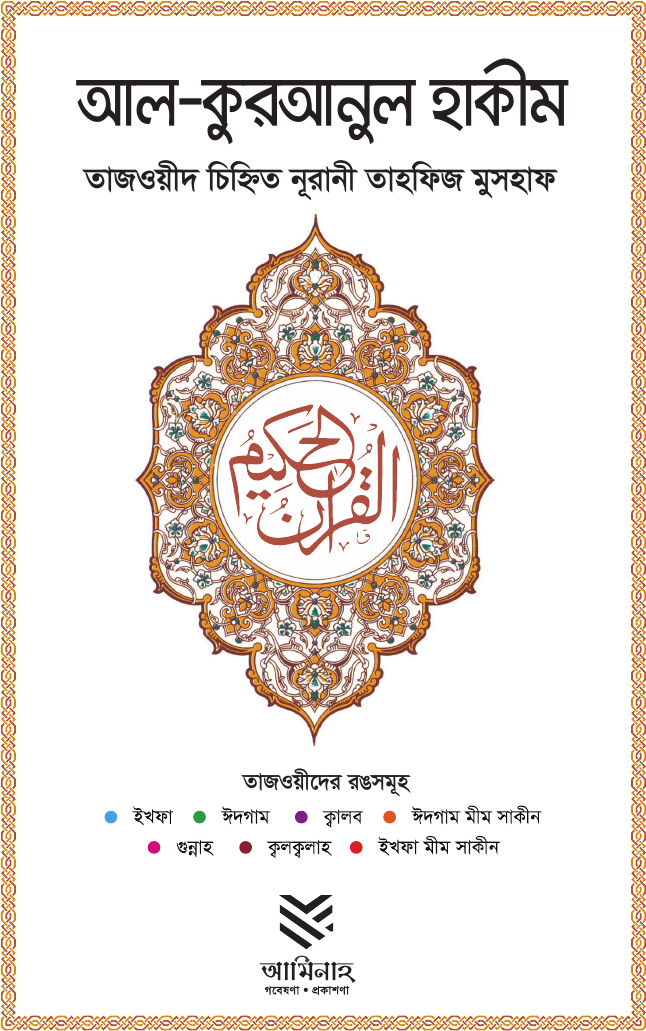 আল-কুরআনুল হাকীম
তাজওয়ীদ চিহ্নিত নূরানী তাহফিজ মুসহাফ
القرآن الحكيم
তাজওয়ীদের রঙসমূহ
ইখফা ঈদগাম ক্বালব ঈদগাম মীম সাকীন
গুন্নাহ ক্বলক্বলাহ ইখফা মীম সাকীন
আমিনাহ
গবেষণা • প্রকাশণা